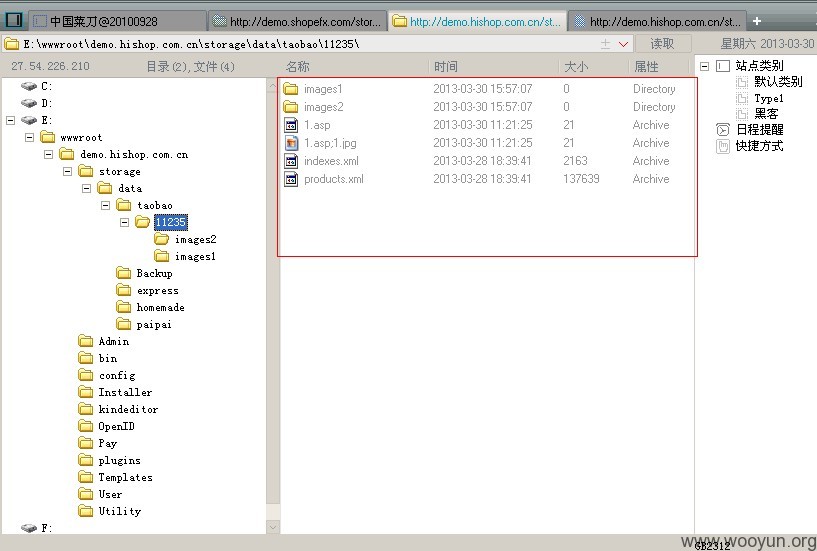 中国菜刀@20100928
http://demo.shopefx.com/stor...
http://demo.hishop.com.cn/st...
http://demo.hishop.com.cn/stor...
E:\wwwroot\demo.hishop.com.cn\storage\data\taobao\11235\
读取
星期六 2013-03-30
27.54.226.210
目录(2),文件(4)
名称 时间 大小 属性
images1 2013-03-30 15:57:07 0 Directory
images2 2013-03-30 15:57:07 0 Directory
1.asp 2013-03-30 11:21:25 21 Archive
1.asp;1.jpg 2013-03-30 11:21:25 21 Archive
indexes.xml 2013-03-28 18:39:41 2163 Archive
products.xml 2013-03-28 18:39:41 137639 Archive
C:
D:
E:
wwwroot
demo.hishop.com.cn
storage
data
taobao
11235
images2
images1
Backup
express
homemade
paipai
Admin
bin
config
Installer
kindeditor
OpenID
Pay
plugins
Templates
User
Utility
F:
站点类别
默认类别
Type1
黑客
日程提醒
快捷方式
www.wooyun.org
GB2312